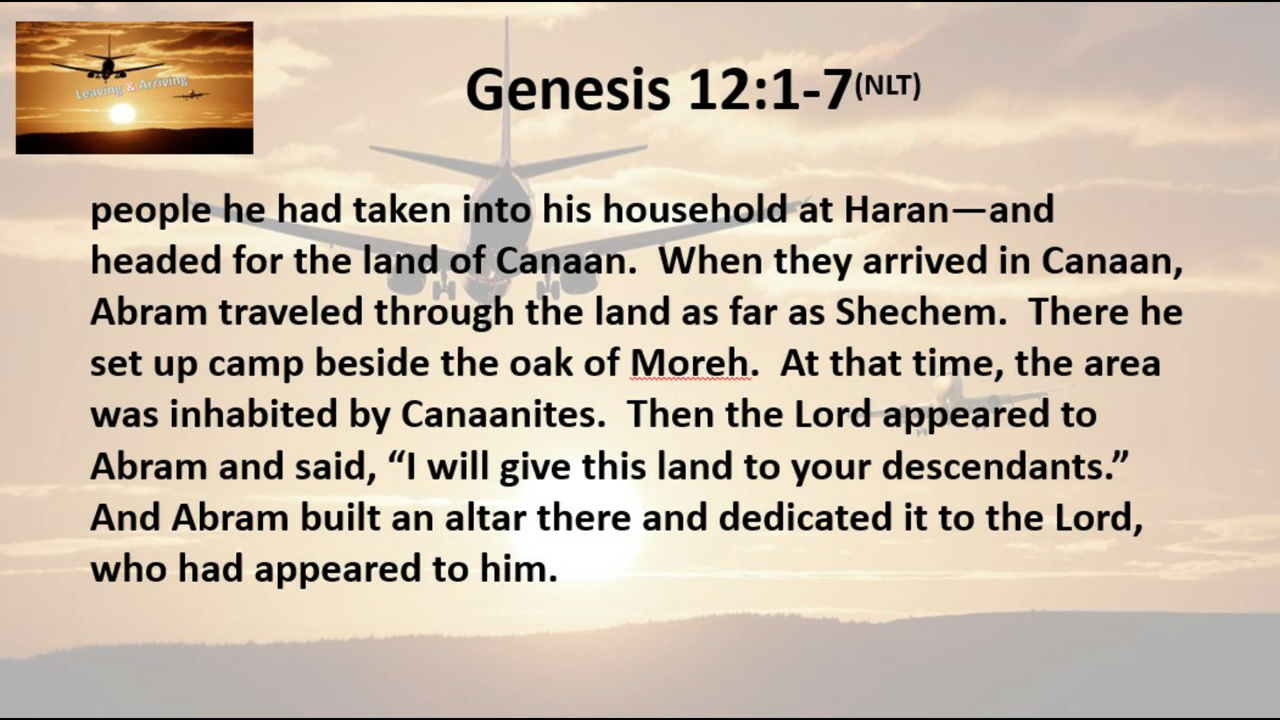 Leaving & Arriving
Genesis 12:1-7(NLT)
people he had taken into his household at Haran—and
headed for the land of Canaan.  When they arrived in Canaan,
Abram traveled through the land as far as Shechem.  There he
set up camp beside the oak of Moreh.  At that time, the area
was inhabited by Canaanites.  Then the Lord appeared to
Abram and said, “I will give this land to your descendants.”
And Abram built an altar there and dedicated it to the Lord,
who had appeared to him.